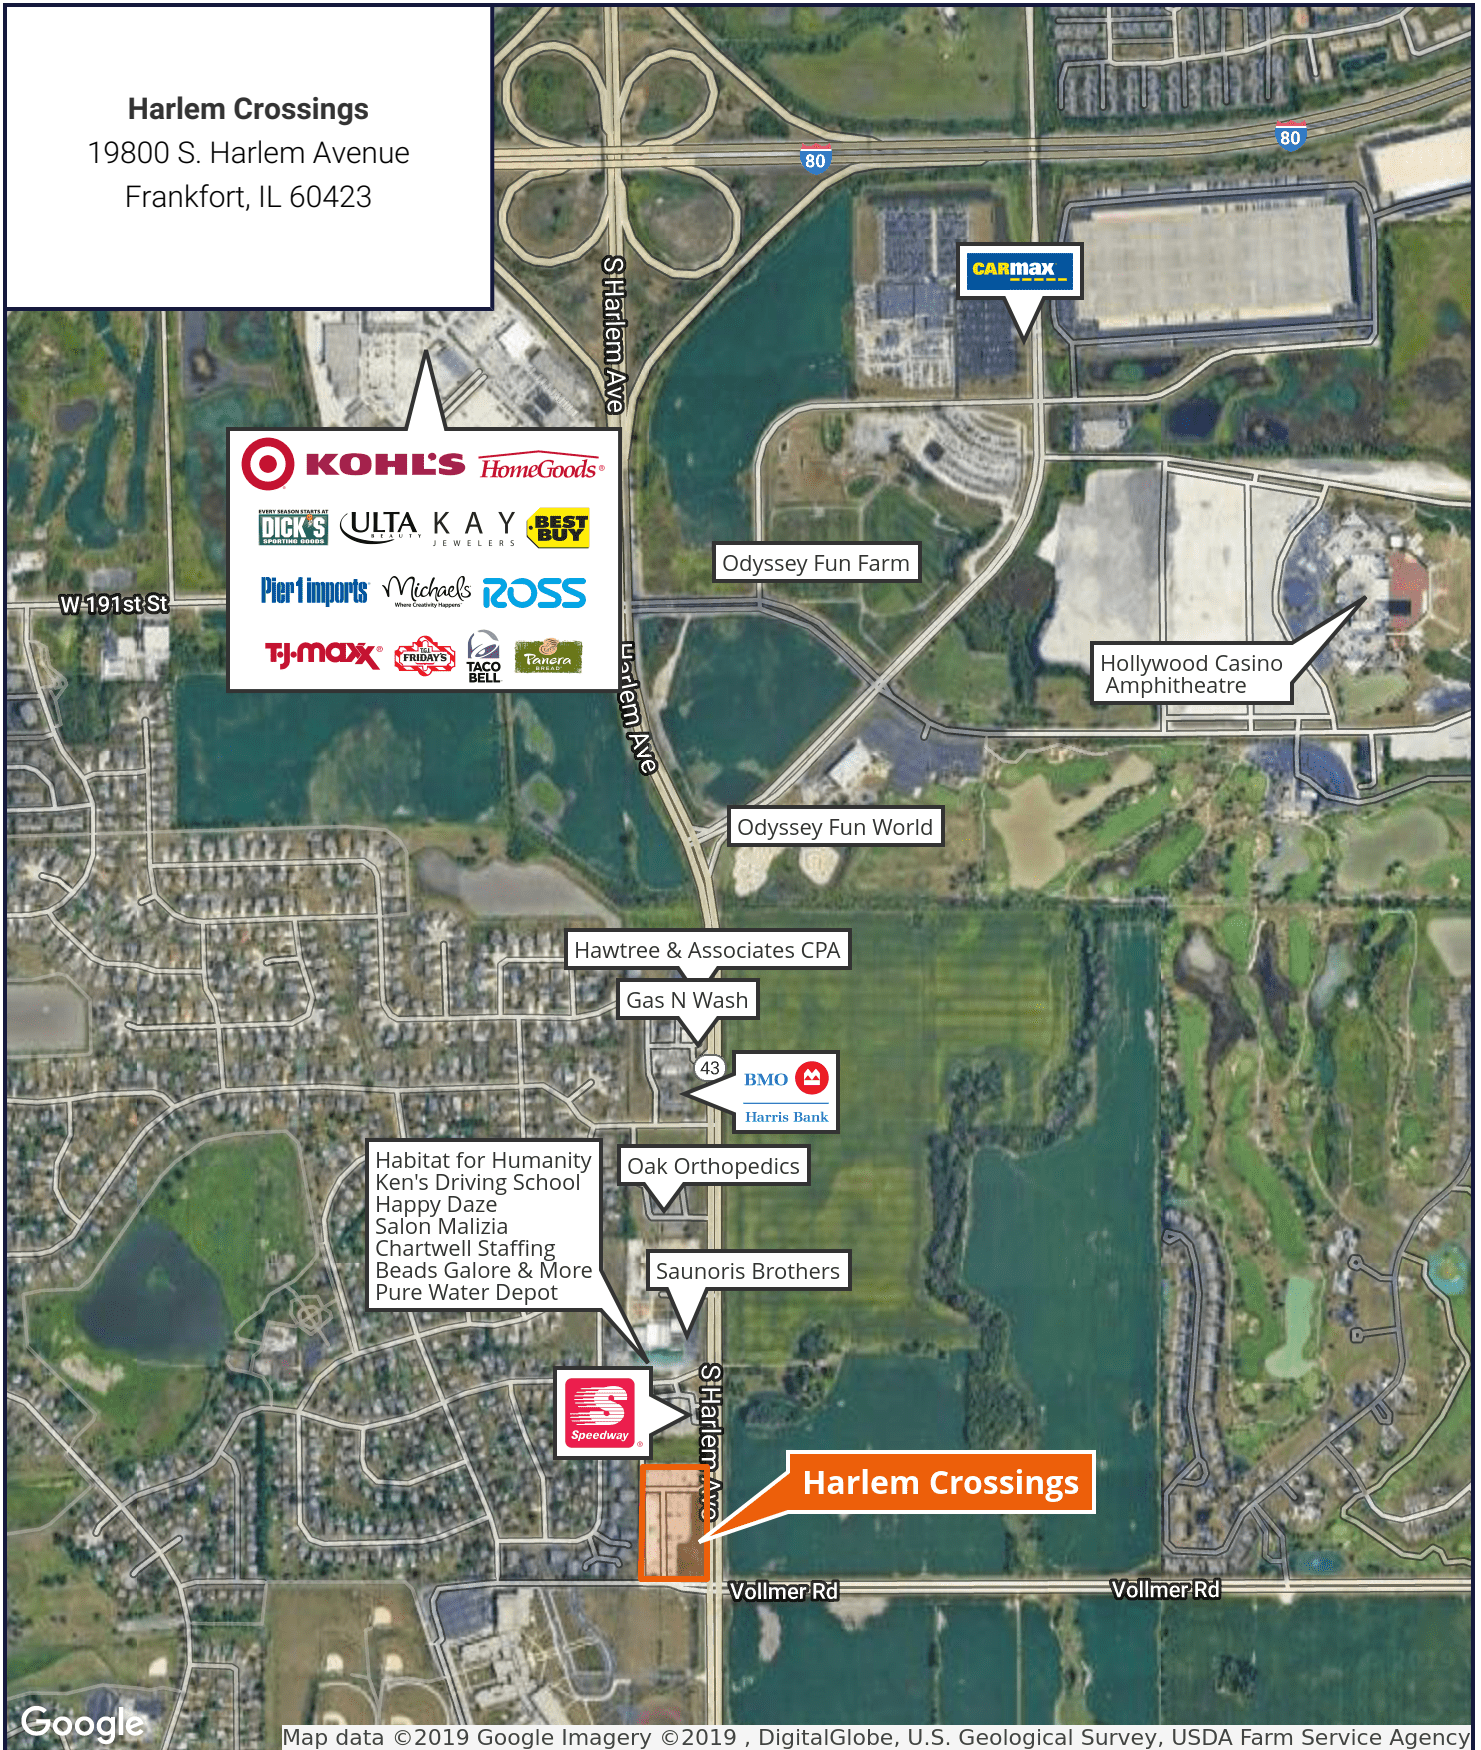 Harlem Crossings
19800 S. Harlem Avenue
Frankfort, IL 60423
80
80
S Harlem Ave
CARMAX
KOHL'S
HomeGoods®
EVERY SEASON STARTS AT
DICK'S
SPORTING GOODS
ULTA
BEAUTY
KAY
JEWELERS
BEST
BUY
Pier 1 imports
Michaels
Where Creativity Happens
ROSS
T·J·maxx®
T.G.I.
FRIDAY'S
TACO
BELL
Panera
BREAD
W 191st St
Odyssey Fun Farm
Hollywood Casino
Amphitheatre
Harlem Ave
Odyssey Fun World
Hawtree & Associates CPA
Gas N Wash
43
BMO
Harris Bank
Oak Orthopedics
Habitat for Humanity
Ken's Driving School
Happy Daze
Salon Malizia
Chartwell Staffing
Beads Galore & More
Pure Water Depot
Saunoris Brothers
S
Speedway
®
S Harlem Ave
Harlem Crossings
Vollmer Rd
Vollmer Rd
Google
Map data ©2019 Google Imagery ©2019 , DigitalGlobe, U.S. Geological Survey, USDA Farm Service Agency